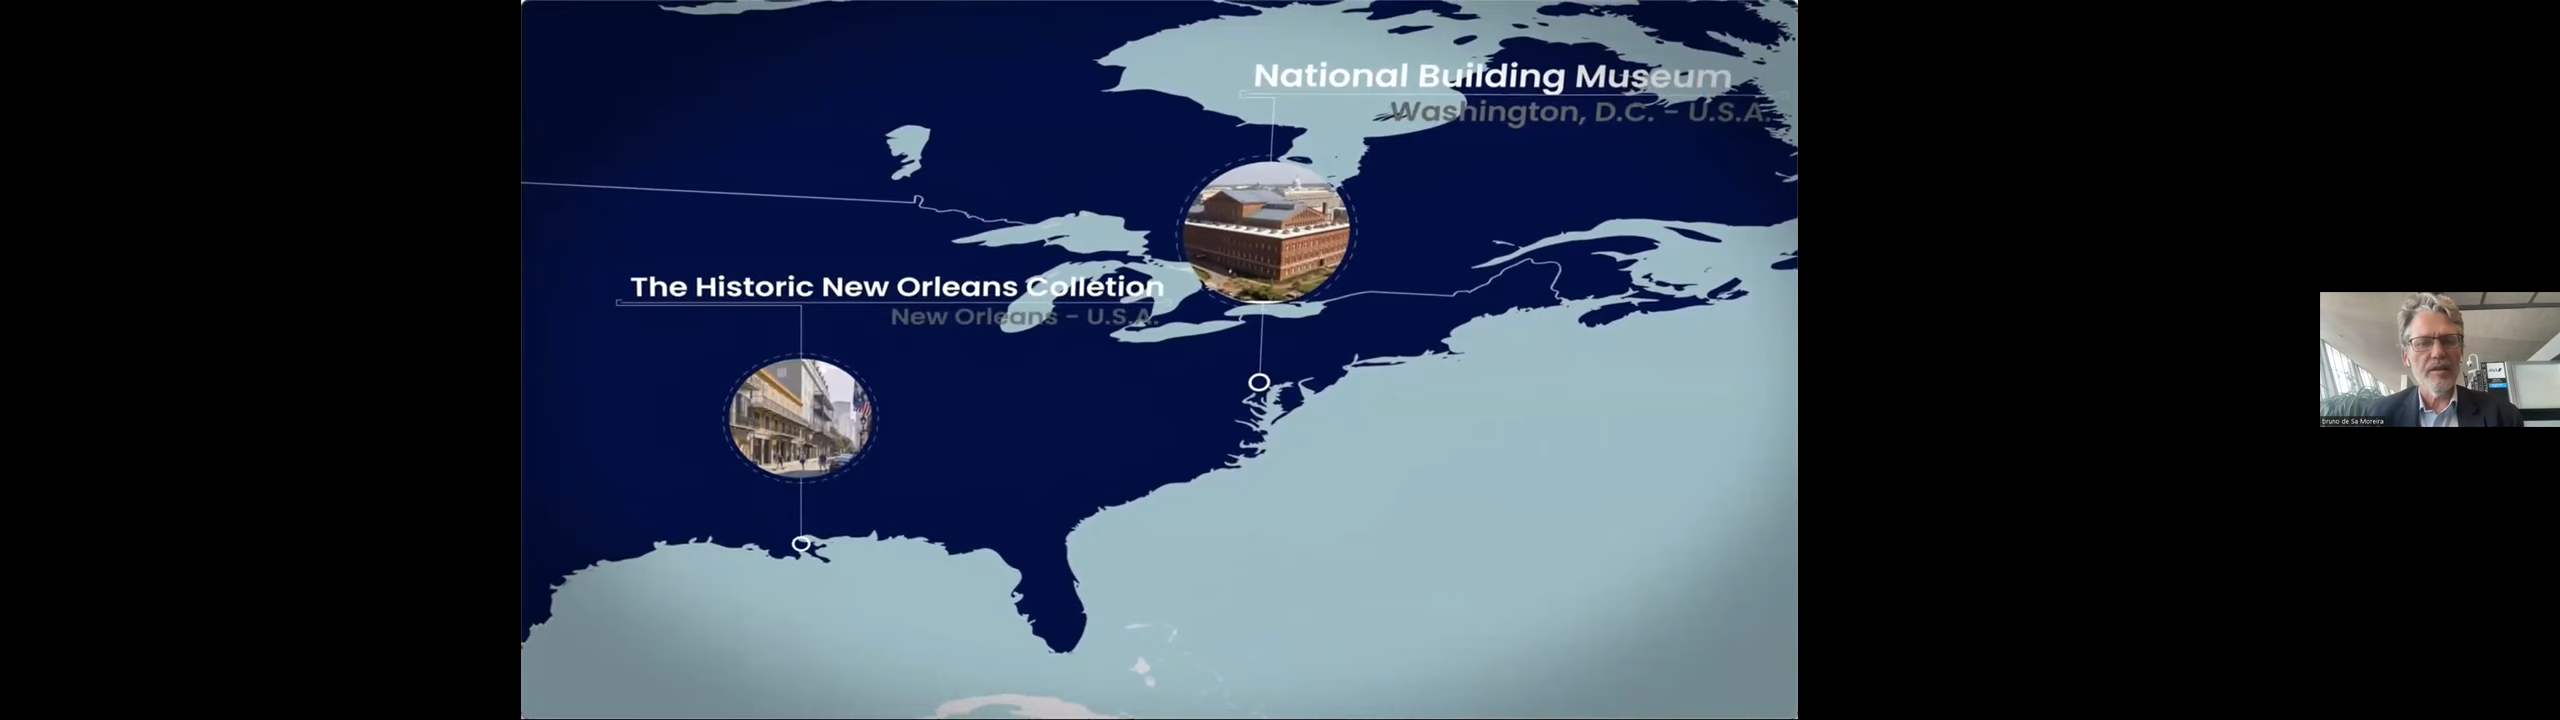 National Building Museum
Washington, D.C. - U.S.A.
The Historic New Orleans Colletion
New Orleans - U.S.A.
bruno de Sa Moreira